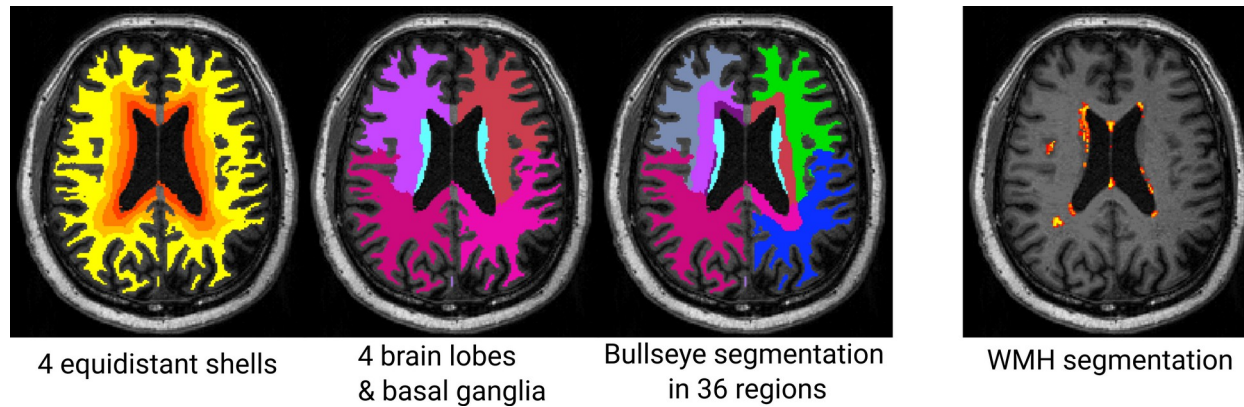 4 equidistant shells
4 brain lobes
& basal ganglia
Bullseye segmentation
in 36 regions
WMH segmentation